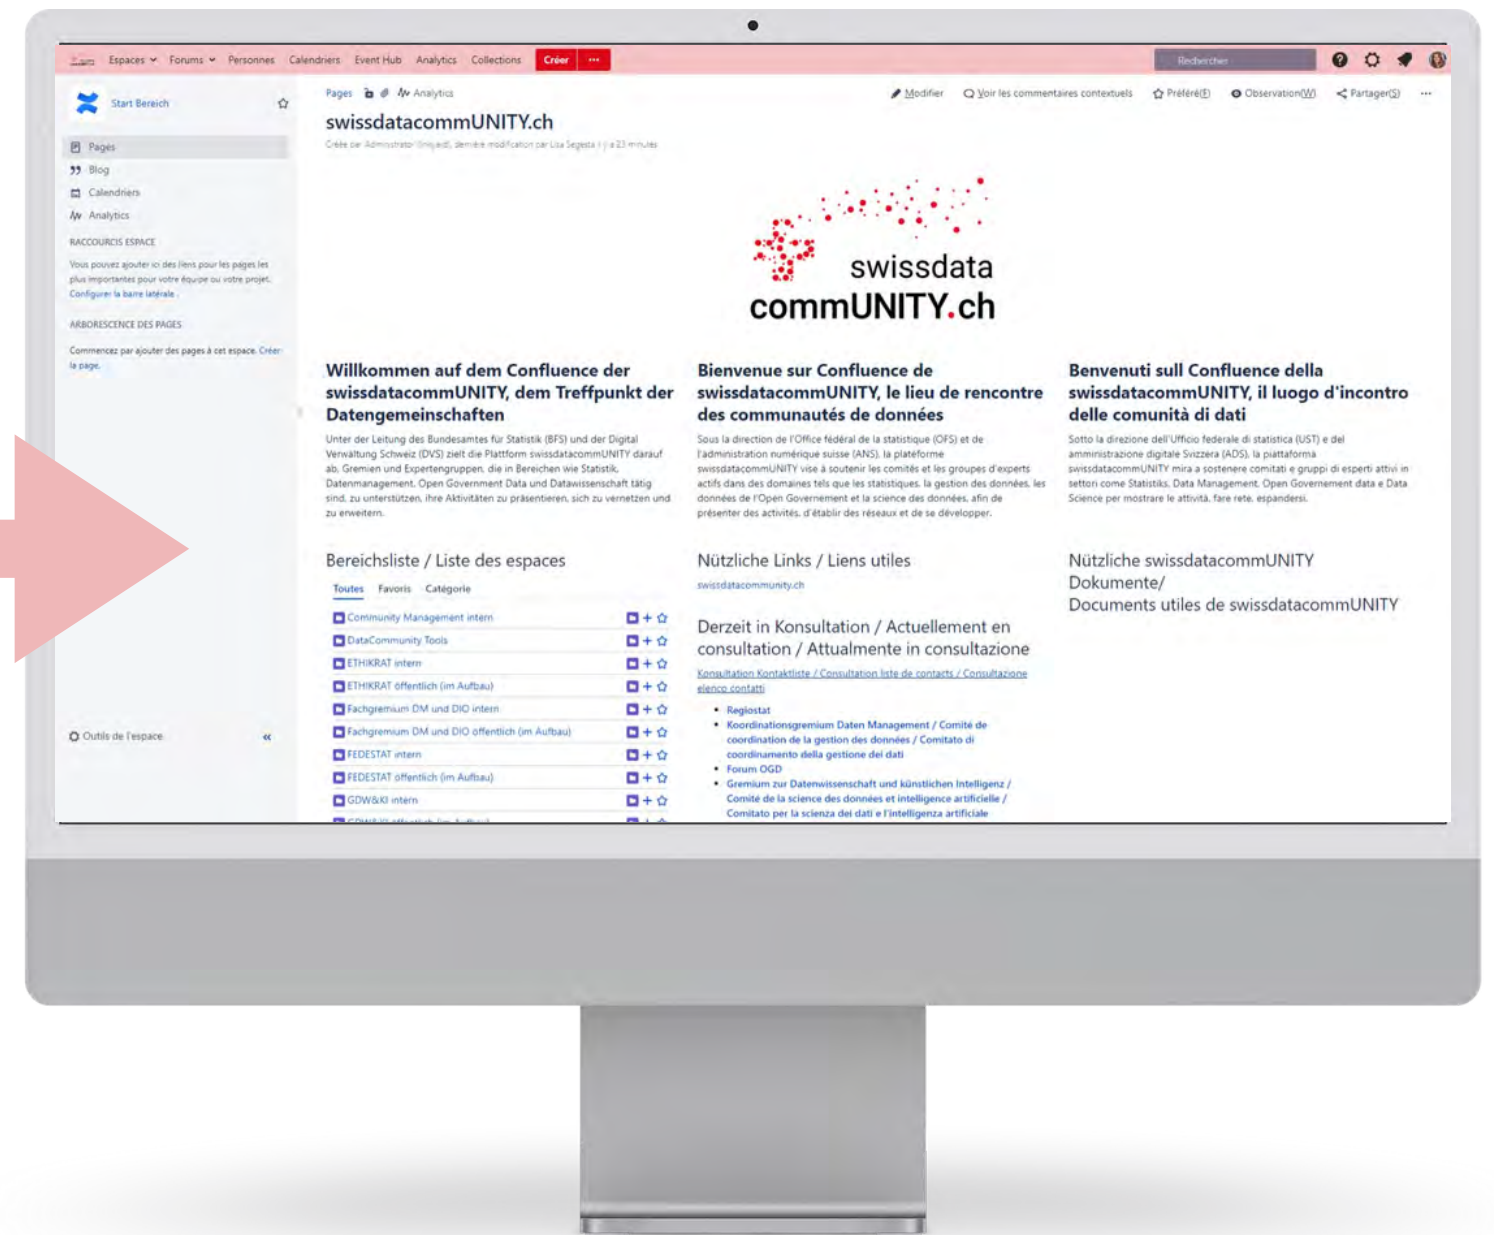 Espaces Forums Personnes Calendriers Event Hub Analytics Collections Créer ••• Rechercher
Start Bereich
Pages
Blog
Calendriers
Analytics
RACCOURCIS ESPACE
Vous pouvez ajouter ici des liens pour les pages les
plus importantes pour votre équipe ou votre projet.
Configurer la barre latérale .
ARBORESCENCE DES PAGES
Commencez par ajouter des pages à cet espace. Créer
la page.
Outils de l'espace
Pages Analytics
Modifier Voir les commentaires contextuels Préféré(F) Observation(W) Partager(S) •••
swissdatacommUNITY.ch
Créée par Administrator dernière modification par Lisa Segesta il y a 23 minutes
swissdata
commUNITY.ch
Willkommen auf dem Confluence der
swissdatacommUNITY, dem Treffpunkt der
Datengemeinschaften
Unter der Leitung des Bundesamtes für Statistik (BFS) und der Digital
Verwaltung Schweiz (DVS) zielt die Plattform swissdatacommUNITY darauf
ab, Gremien und Expertengruppen, die in Bereichen wie Statistik,
Datenmanagement, Open Government Data und Datawissenschaft tätig
sind, zu unterstützen, ihre Aktivitäten zu präsentieren, sich zu vernetzen und
zu erweitern.
Bienvenue sur Confluence de
swissdatacommUNITY, le lieu de rencontre
des communautés de données
Sous la direction de l'Office fédéral de la statistique (OFS) et de
l'administration numérique suisse (ANS), la plateforme
swissdatacommUNITY vise à soutenir les comités et les groupes d'experts
actifs dans des domaines tels que les statistiques, la gestion des données, les
données de l'Open Governement et la science des données, afin de
présenter des activités, d'établir des réseaux et de se développer.
Benvenuti sull Confluence della
swissdatacommUNITY, il luogo d'incontro
delle comunità di dati
Sotto la direzione dell'Ufficio federale di statistica (UST) e del
amministrazione digitale Svizzera (ADS), la piattaforma
swissdatacommUNITY mira a sostenere comitati e gruppi di esperti attivi in
settori come Statistiks, Data Management, Open Governement data e Data
Science per mostrare le attività, fare rete, espandersi.
Bereichsliste / Liste des espaces
Toutes Favoris Catégorie
Community Management intern
DataCommunity Tools
ETHIKRAT intern
ETHIKRAT öffentlich (im Aufbau)
Fachgremium DM und DIO intern
Fachgremium DM und DIO öffentlich (im Aufbau)
FEDESTAT intern
FEDESTAT öffentlich (im Aufbau)
GDW&KI intern
GDW&KI öffentlich (im Aufbau)
Nützliche Links / Liens utiles
swissdatacommunity.ch
Derzeit in Konsultation / Actuellement en
consultation / Attualmente in consultazione
Konsultation Kontaktliste / Consultation liste de contacts / Consultazione
elenco contatti
• Regiostat
• Koordinationsgremium Daten Management / Comité de
coordination de la gestion des données / Comitato di
coordinamento della gestione dei dati
• Forum OGD
• Gremium zur Datenwissenschaft und künstlichen Intelligenz /
Comité de la science des données et intelligence artificielle /
Comitato per la scienza dei dati e l'intelligenza artificiale
Nützliche swissdatacommUNITY
Dokumente/
Documents utiles de swissdatacommUNITY